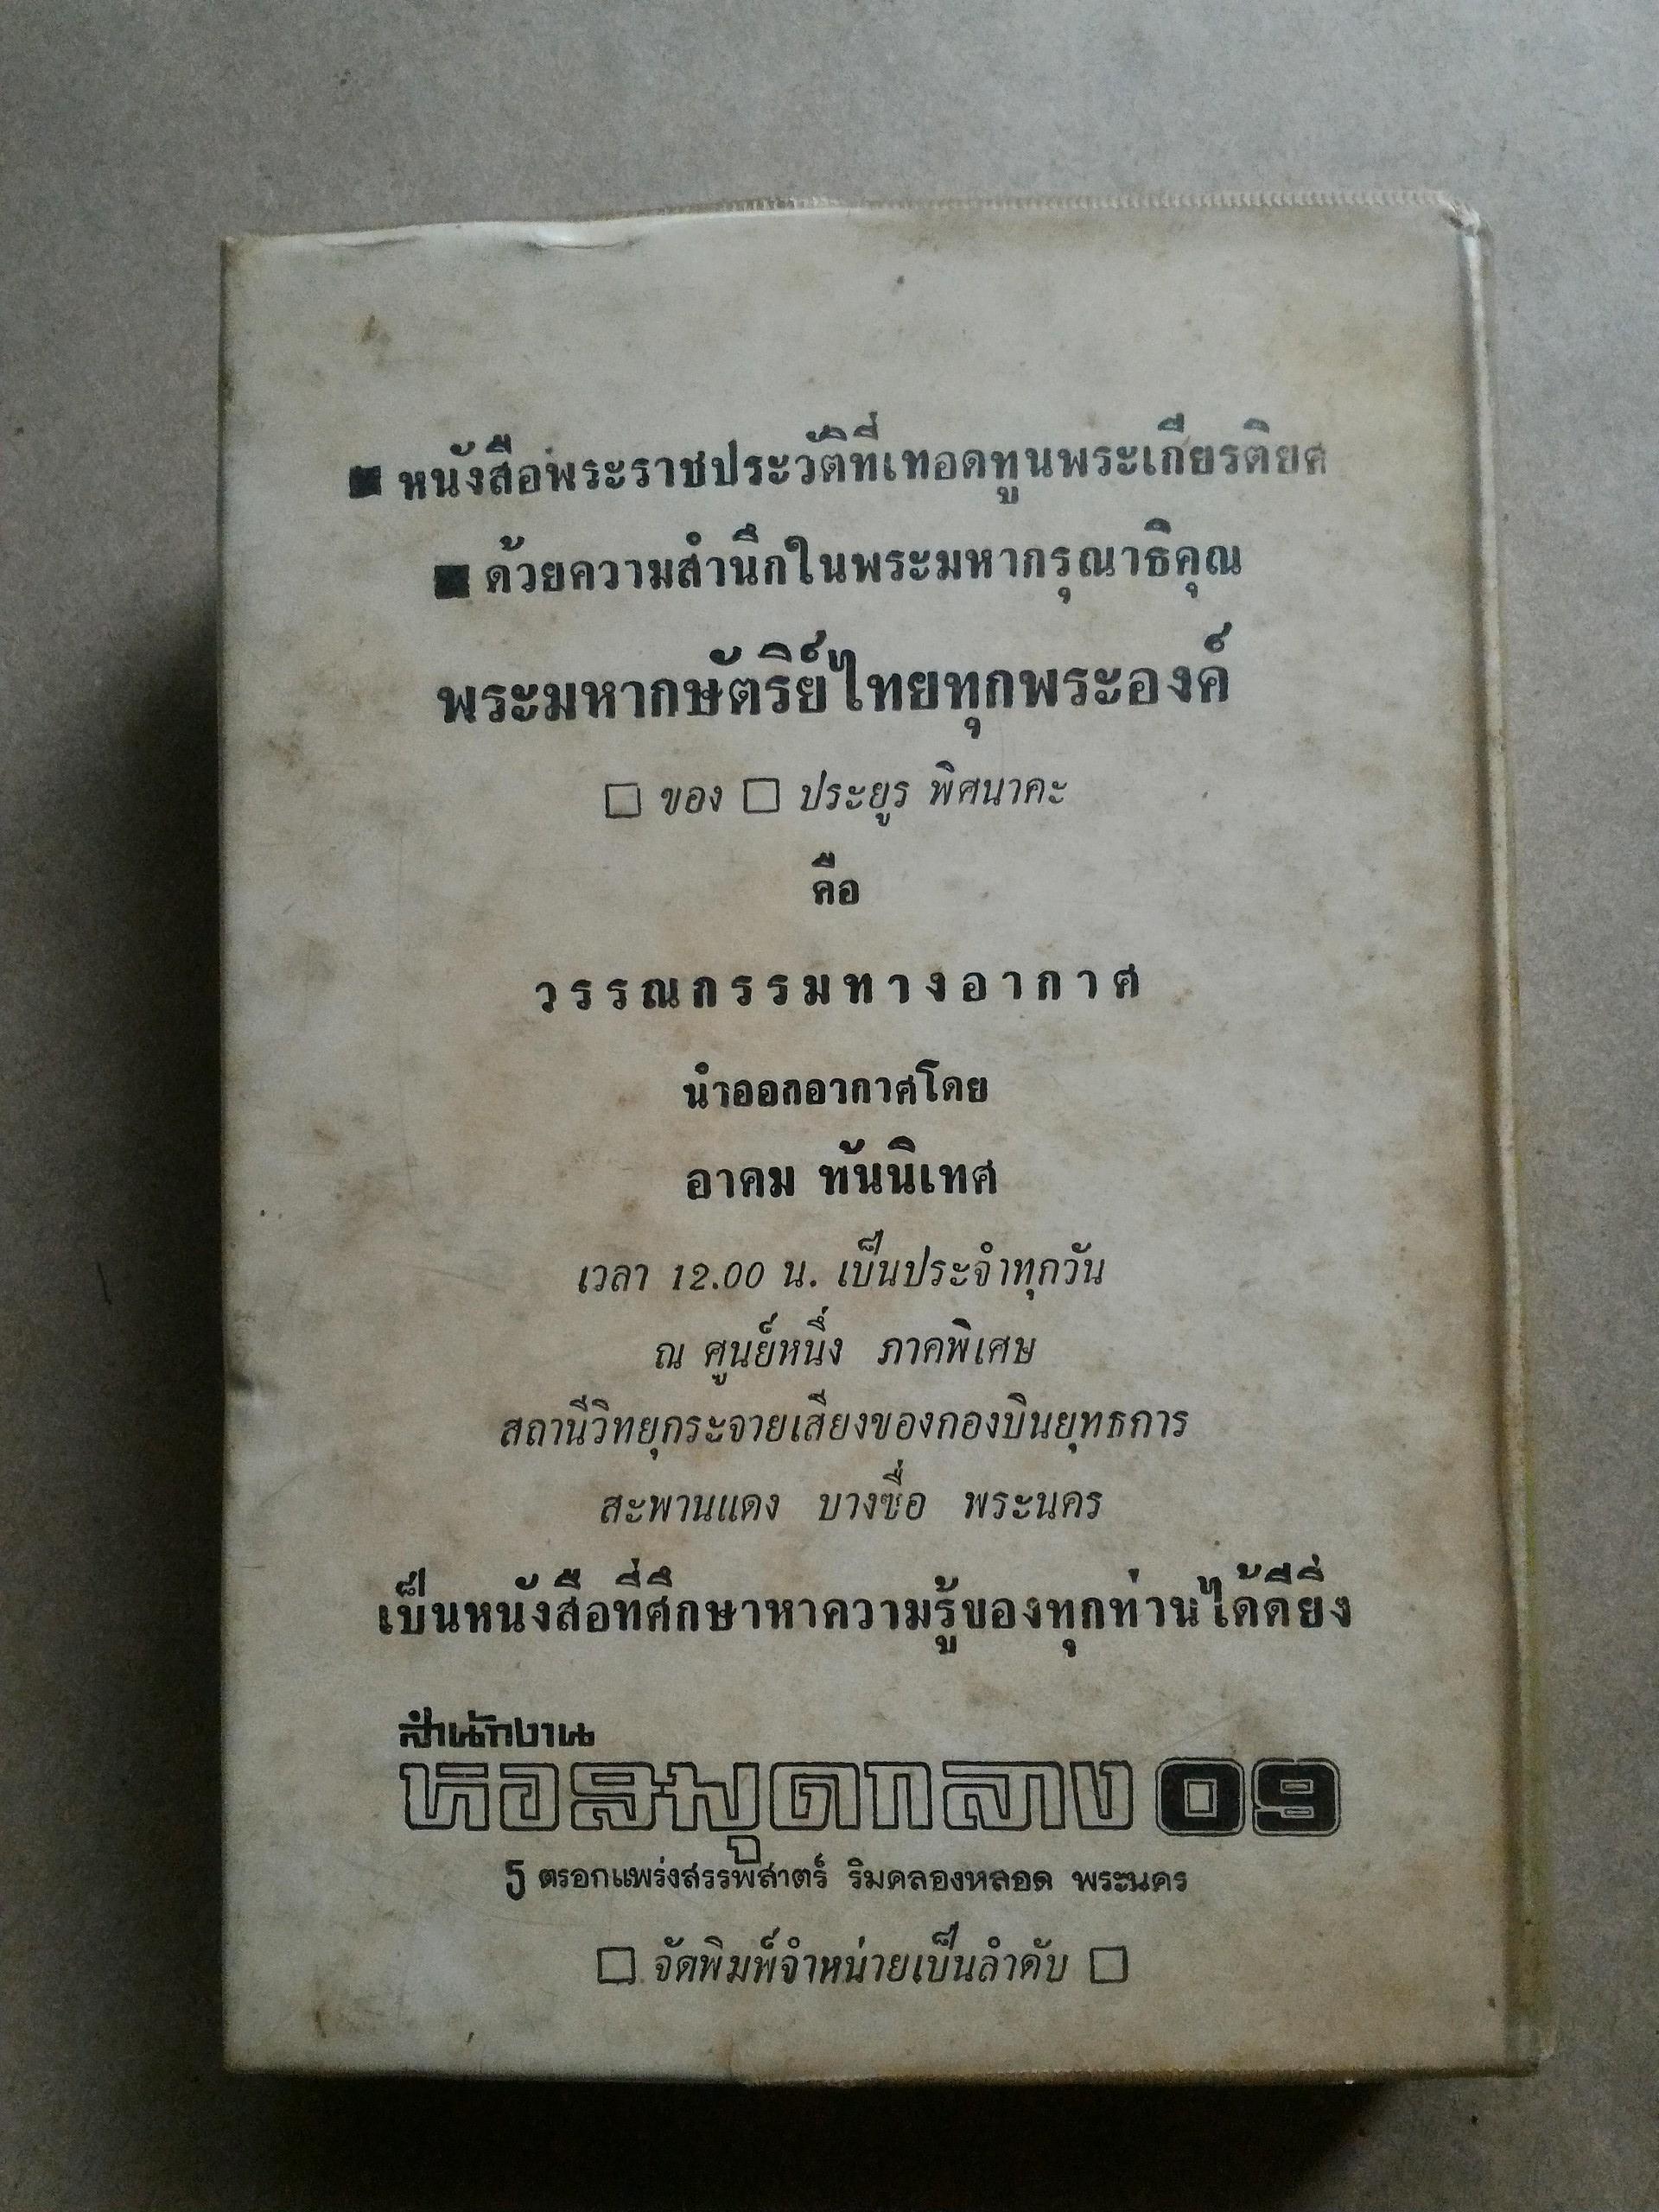 ■ หนังสือพระราชประวัติที่เทอดทูนพระเกียรติยศ
■ ด้วยความสำนึกในพระมหากรุณาธิคุณ
พระมหากษัตริย์ไทยทุกพระองค์
□ ของ □ ประยูร พิศนาคะ
คือ
วรรณกรรมทางอากาศ
นำออกอากาศโดย
อาคม ทันนิเทศ
เวลา 12.00 น. เป็นประจำทุกวัน
ณ ศูนย์หนึ่ง ภาคพิเศษ
สถานีวิทยุกระจายเสียงของกองบินยุทธการ
สะพานแดง บางซื่อ พระนคร
เป็นหนังสือที่ศึกษาหาความรู้ของทุกท่านได้ดียิ่ง
สำนักงาน
หอสมุดกลาง 09
5 ตรอกแพร่งสรรพสาตร์ ริมคลองหลอด พระนคร
□ จัดพิมพ์จำหน่ายเป็นลำดับ □